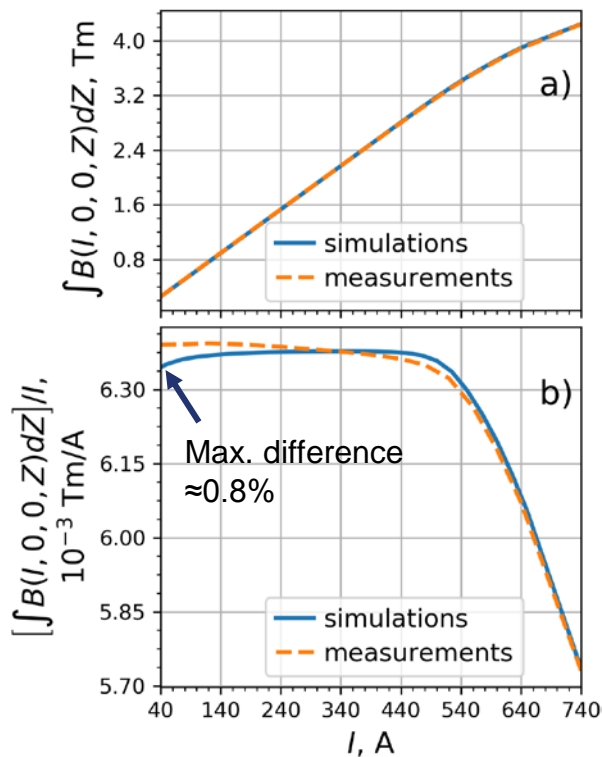 4.0
3.2
2.4
1.6
0.8
∫B(I, 0, 0, Z)dZ, Tm
a)
simulations
measurements
6.30
6.15
6.00
5.85
5.70
[∫B(I, 0, 0, Z)dZ]/I,
10⁻³ Tm/A
b)
Max. difference
≈0.8%
simulations
measurements
40 140 240 340 440 540 640 740
I, A